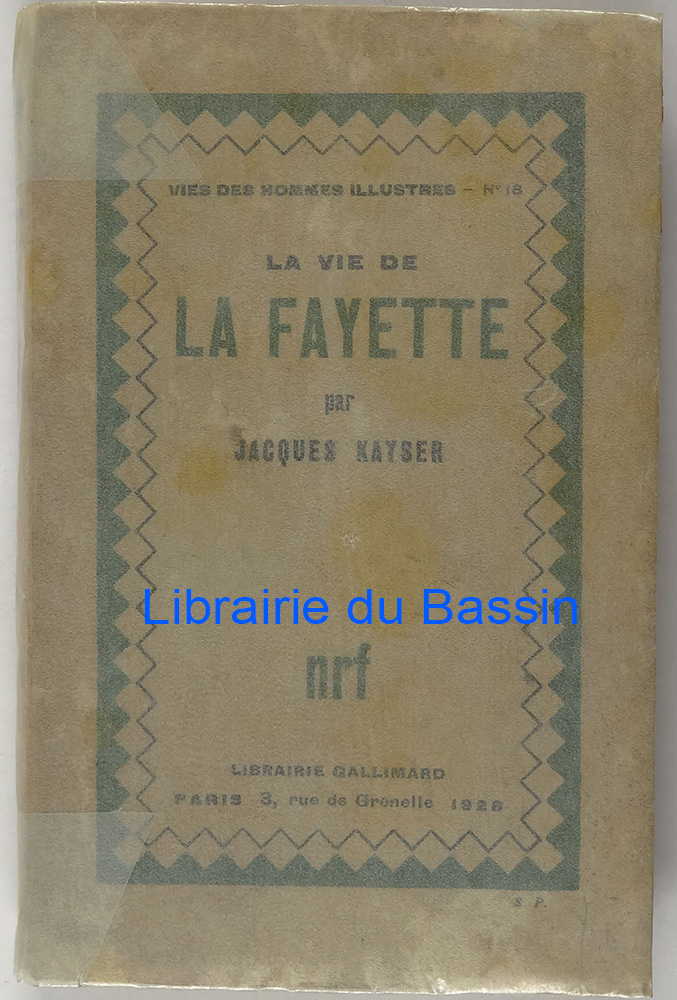 VIES DES HOMMES ILLUSTRES – N° 18
LA VIE DE
LA FAYETTE
par
JACQUES KAYSER
Librairie du Bassin
nrf
LIBRAIRIE GALLIMARD
PARIS 3, rue de Grenelle 1928
S P.